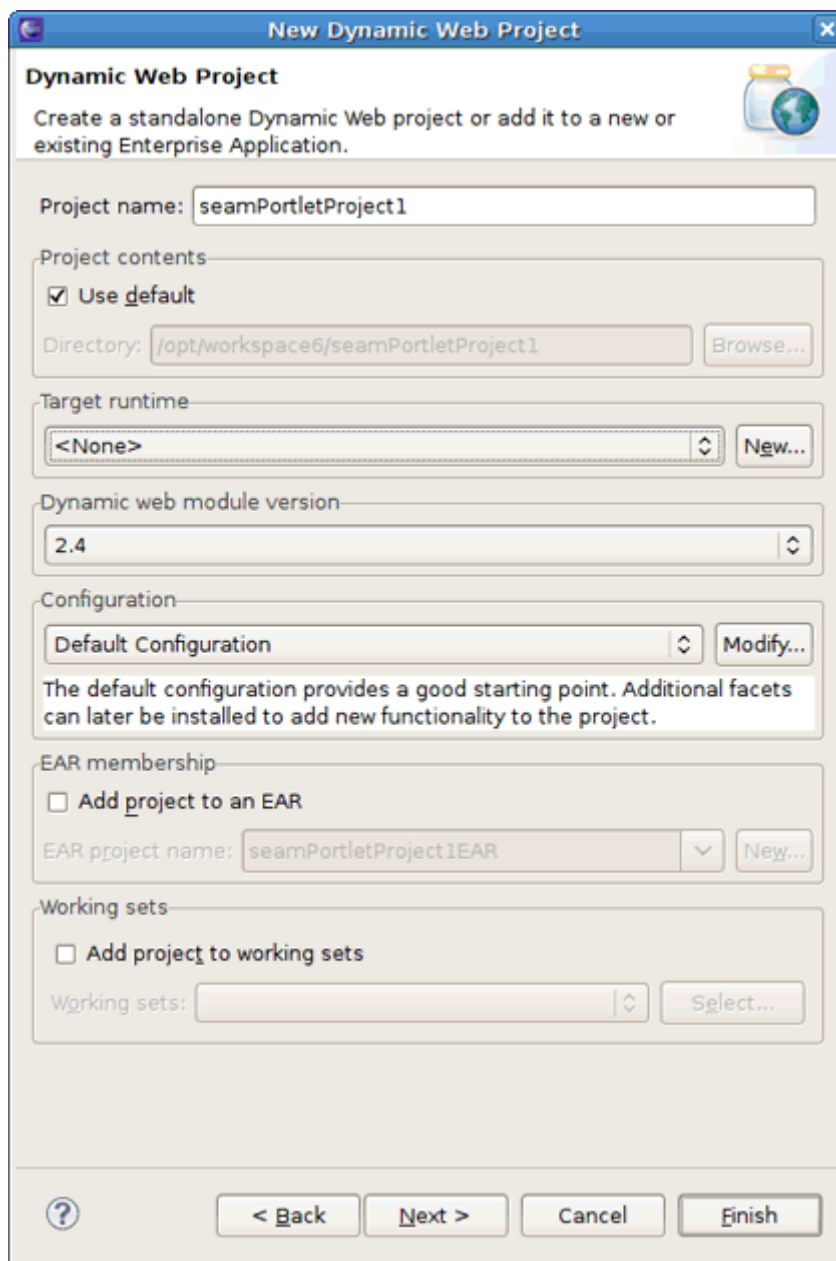 New Dynamic Web Project
Dynamic Web Project
Create a standalone Dynamic Web project or add it to a new or
existing Enterprise Application.
Project name: seamPortletProject1
Project contents
Use default
Directory: /opt/workspace6/seamPortletProject1 Browse...
Target runtime
<None> New...
Dynamic web module version
2.4
Configuration
Default Configuration Modify...
The default configuration provides a good starting point. Additional facets
can later be installed to add new functionality to the project.
EAR membership
Add project to an EAR
EAR project name: seamPortletProject1EAR New...
Working sets
Add project to working sets
Working sets: Select...
? < Back Next > Cancel Finish